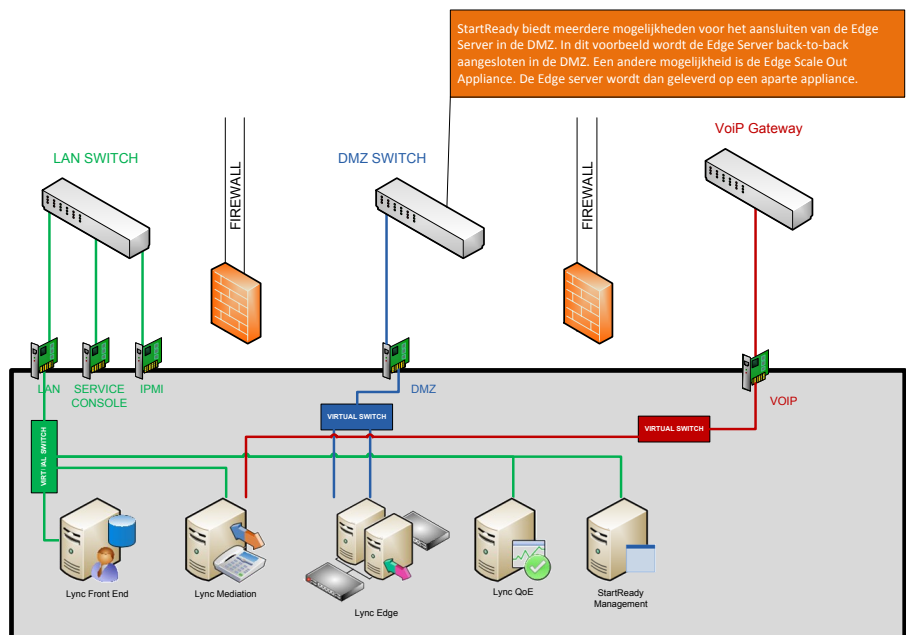 StartReady biedt meerdere mogelijkheden voor het aansluiten van de Edge
Server in de DMZ. In dit voorbeeld wordt de Edge Server back-to-back
aangesloten in de DMZ. Een andere mogelijkheid is de Edge Scale Out
Appliance. De Edge server wordt dan geleverd op een aparte appliance.
VoiP Gateway
LAN SWITCH
DMZ SWITCH
FIREWALL
FIREWALL
LAN
SERVICE
CONSOLE
IPMI
DMZ
VOIP
VIRTUAL SWITCH
VIRTUAL SWITCH
VIRTUAL SWITCH
Lync Front End
Lync Mediation
Lync Edge
Lync QoE
StartReady
Management